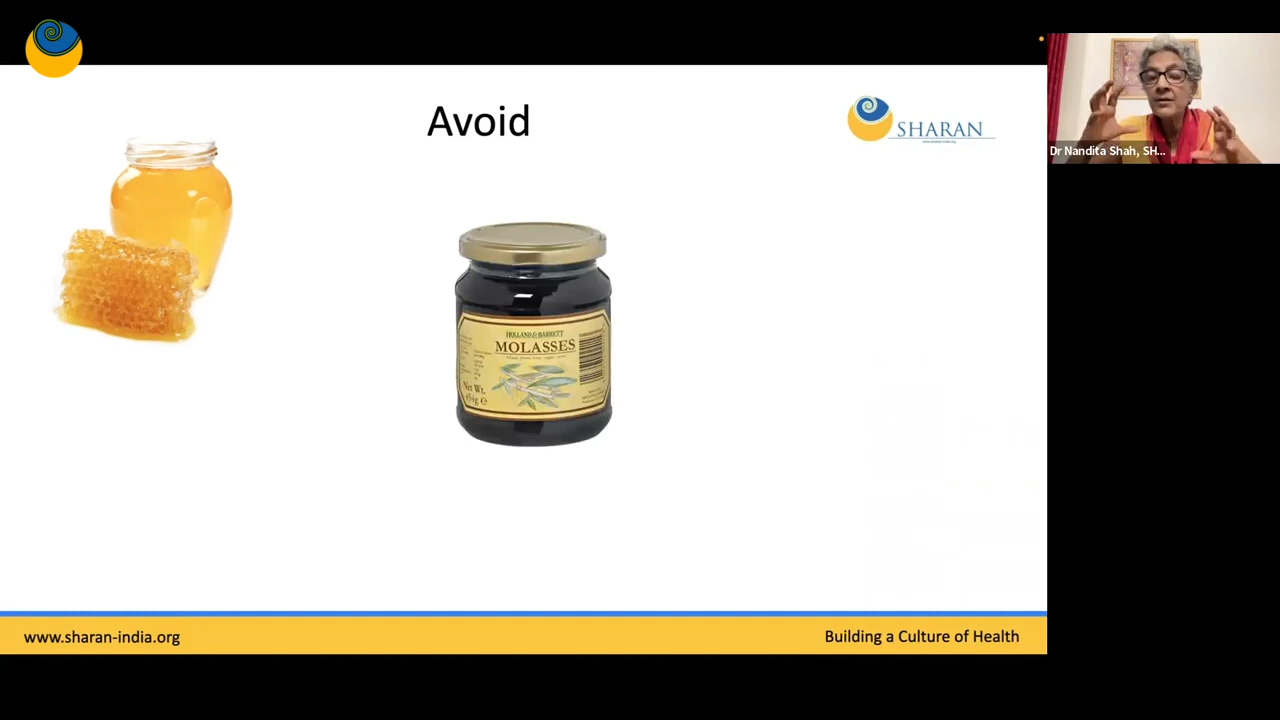 Avoid
SHARAN
Dr Nandita Shah, SH...
HOLLAND & BARRETT
MOLASSES
Net Wt.
454g e
www.sharan-india.org
Building a Culture of Health